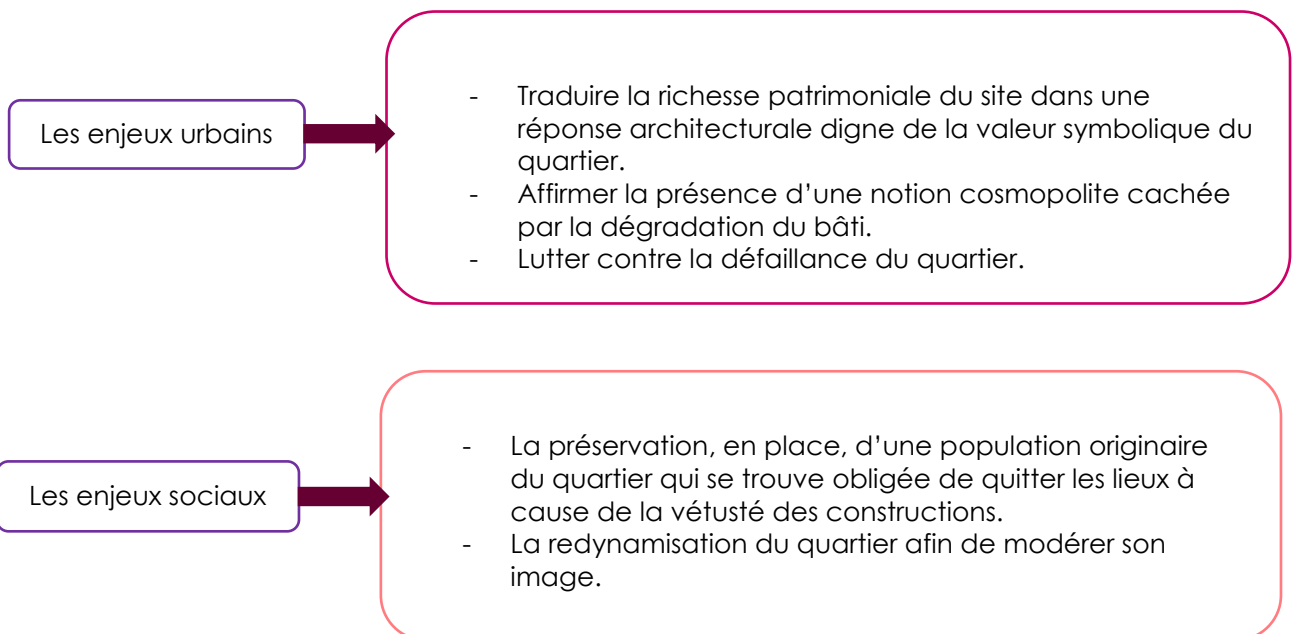 Les enjeux urbains
- Traduire la richesse patrimoniale du site dans une
réponse architecturale digne de la valeur symbolique du
quartier.
- Affirmer la présence d’une notion cosmopolite cachée
par la dégradation du bâti.
- Lutter contre la défaillance du quartier.
Les enjeux sociaux
- La préservation, en place, d’une population originaire
du quartier qui se trouve obligée de quitter les lieux à
cause de la vétusté des constructions.
- La redynamisation du quartier afin de modérer son
image.